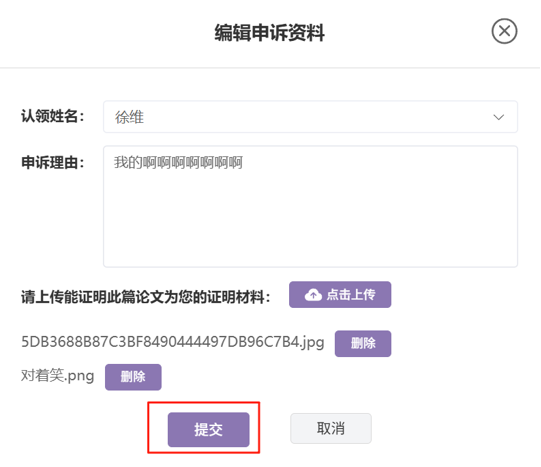 编辑申诉资料
认领姓名： 徐维
申诉理由： 我的啊啊啊啊啊啊啊
请上传能证明此篇论文为您的证明材料： 点击上传
5DB3688B87C3BF8490444497DB96C7B4.jpg 删除
对着笑.png 删除
提交 取消